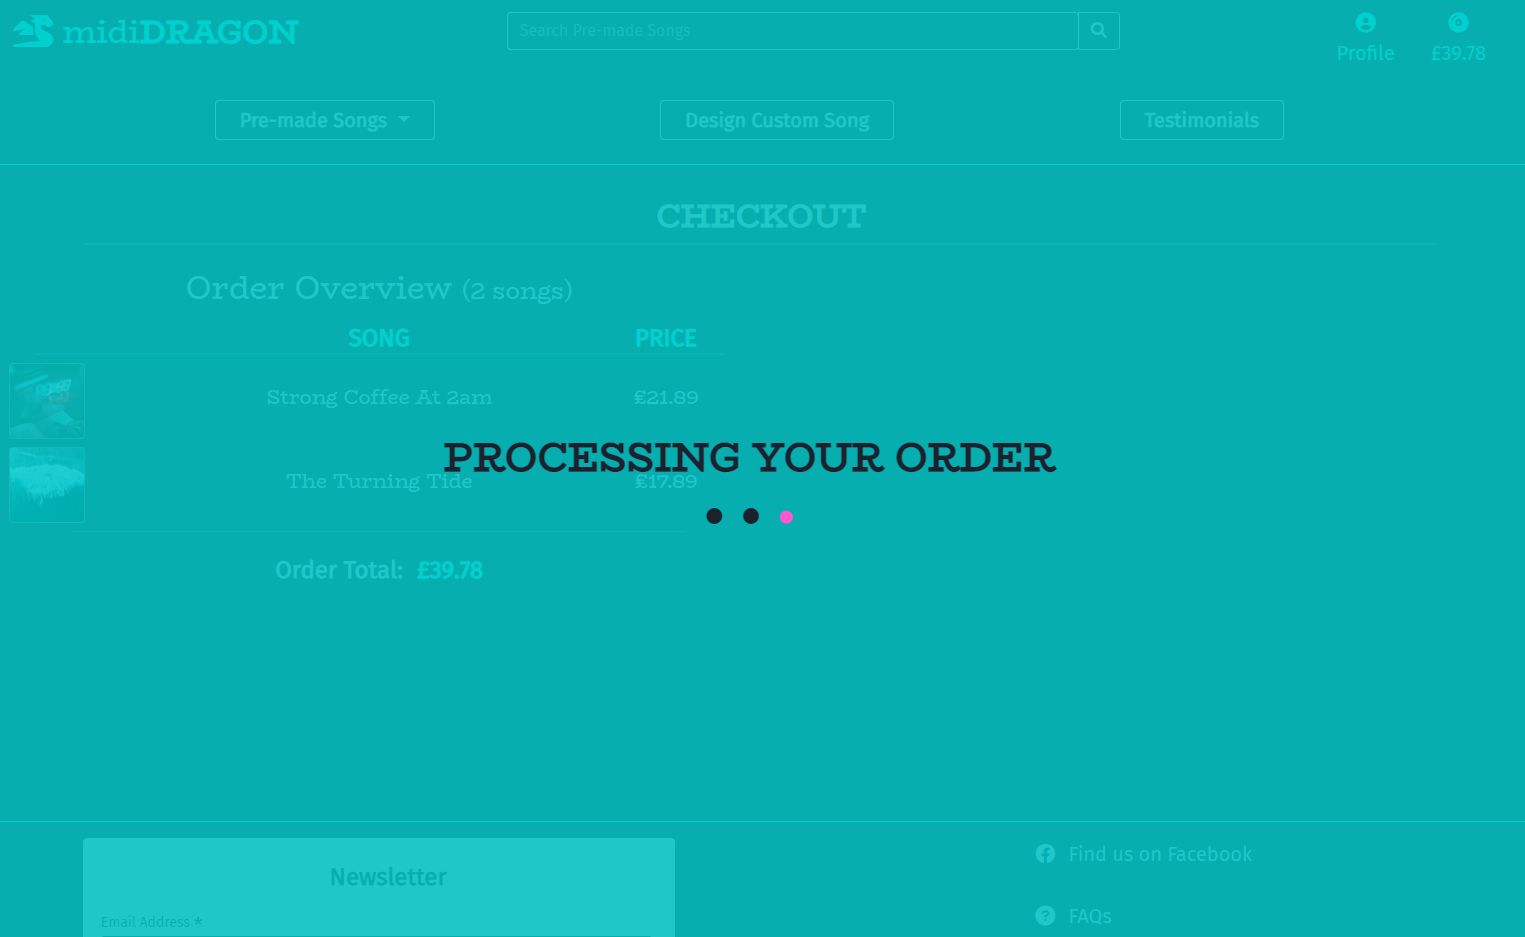 midiDRAGON
Search Pre-made Songs
Profile
£39.78
Pre-made Songs
Design Custom Song
Testimonials
CHECKOUT
Order Overview (2 songs)
SONG PRICE
Strong Coffee At 2am £21.89
PROCESSING YOUR ORDER
The Turning Tide £17.89
Order Total: £39.78
Newsletter
Email Address *
Find us on Facebook
FAQs